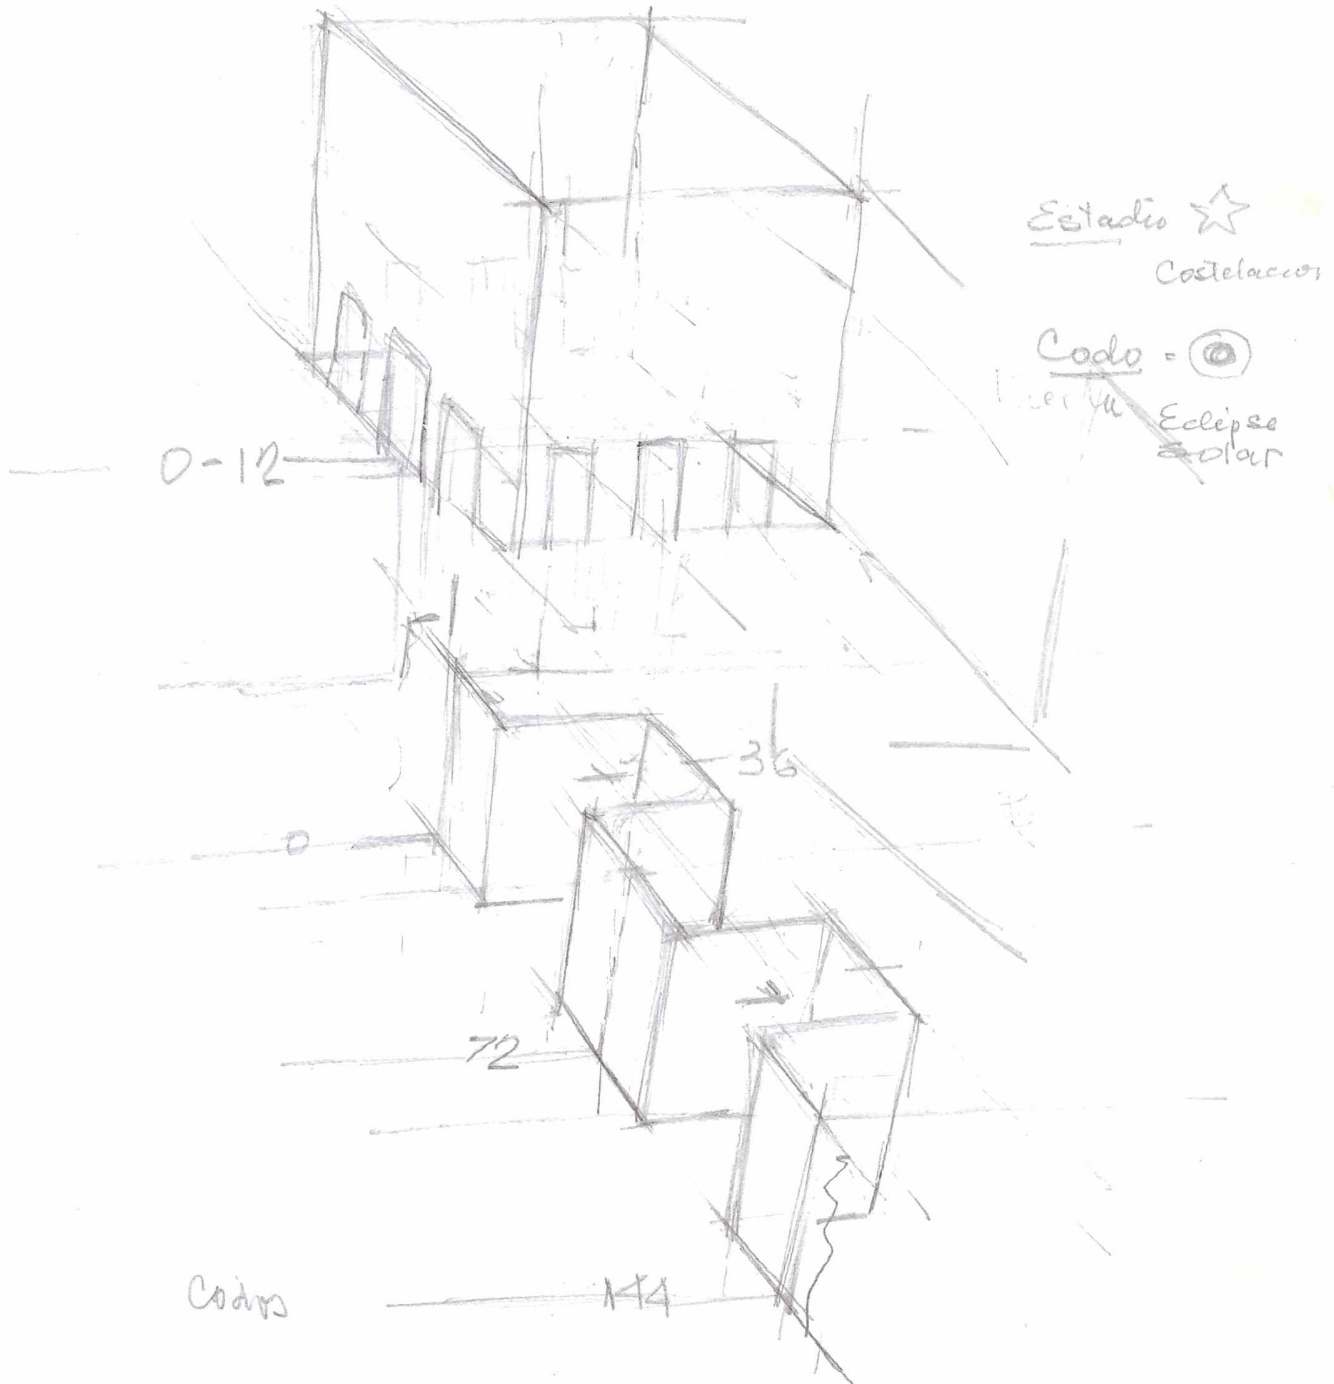 Estadio
Costelacion
Codo =
Eclipse
Solar
0-12
36
0
72
Codos
144